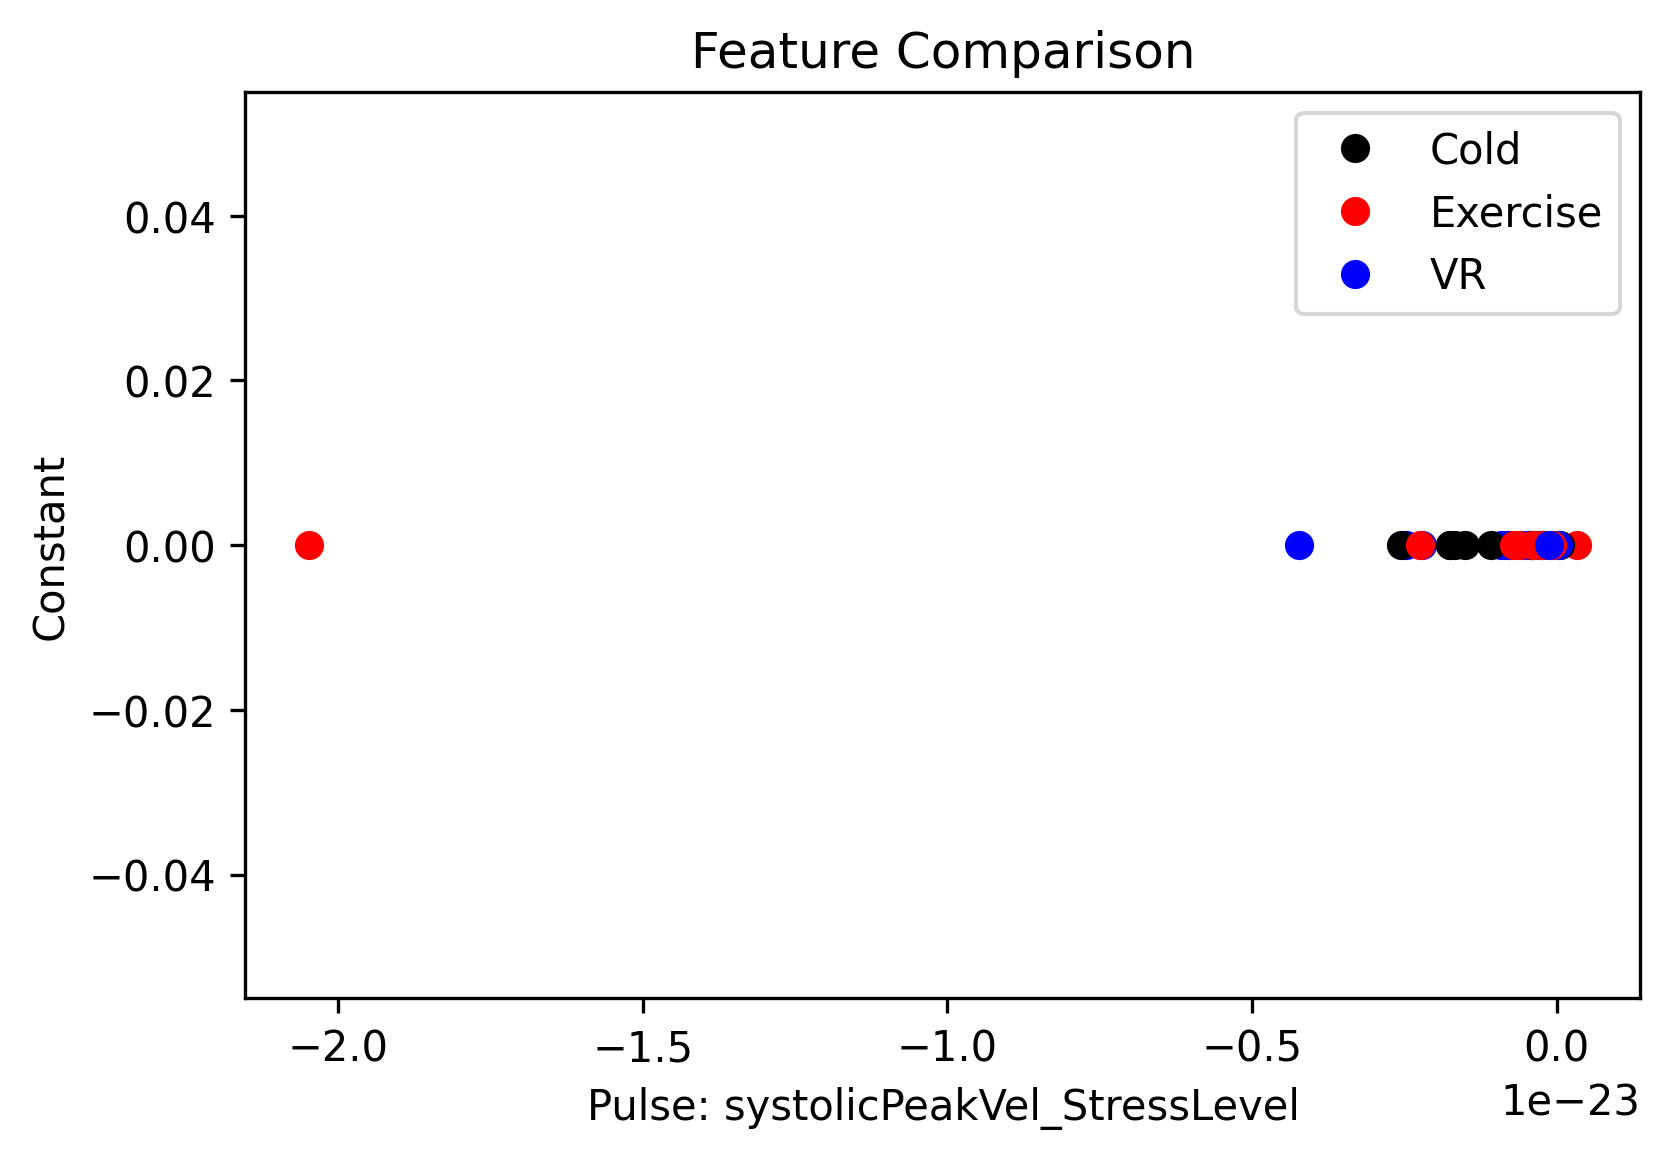 Feature Comparison
Cold
Exercise
VR
0.04
0.02
0.00
−0.02
−0.04
Constant
−2.0 −1.5 −1.0 −0.5 0.0
1e−23
Pulse: systolicPeakVel_StressLevel